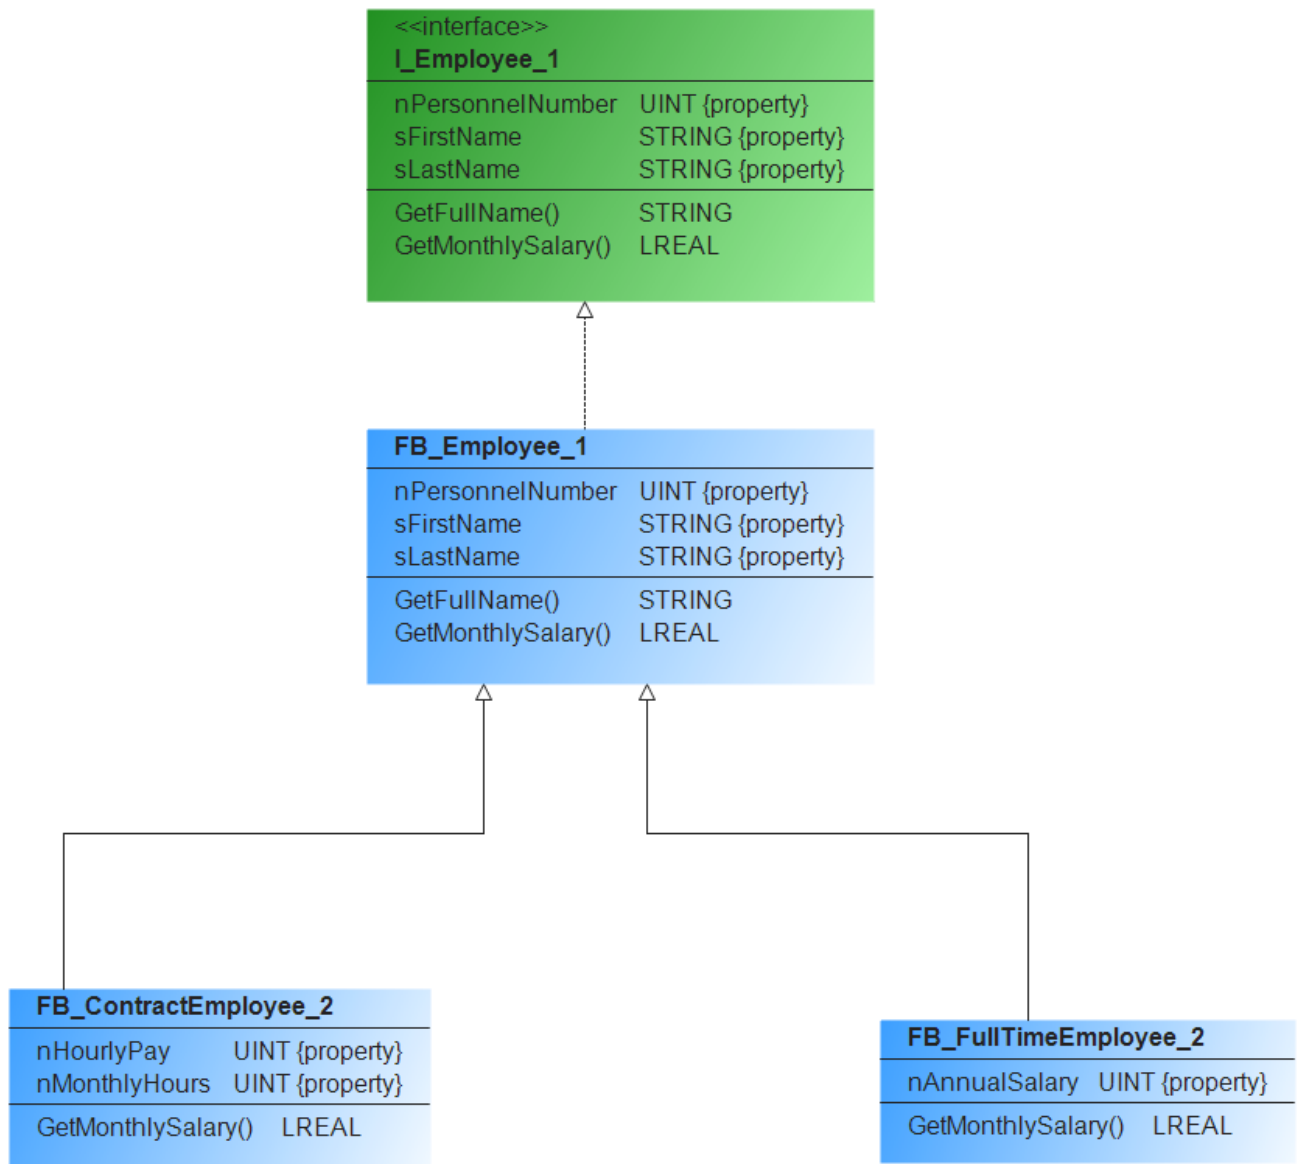 <<interface>>
I_Employee_1
nPersonnelNumber UINT {property}
sFirstName STRING {property}
sLastName STRING {property}
GetFullName() STRING
GetMonthlySalary() LREAL
FB_Employee_1
nPersonnelNumber UINT {property}
sFirstName STRING {property}
sLastName STRING {property}
GetFullName() STRING
GetMonthlySalary() LREAL
FB_ContractEmployee_2
nHourlyPay UINT {property}
nMonthlyHours UINT {property}
GetMonthlySalary() LREAL
FB_FullTimeEmployee_2
nAnnualSalary UINT {property}
GetMonthlySalary() LREAL